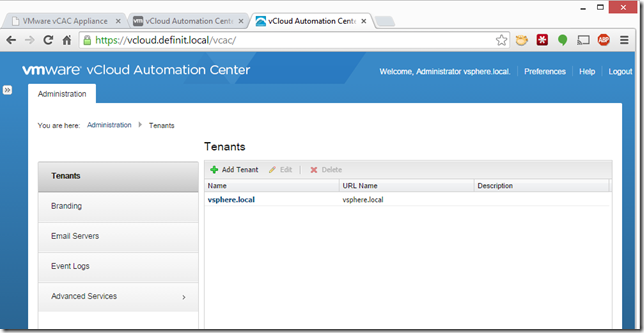 VMware vCAC Appliance
vCloud Automation Center
vCloud Automation Cente
https://vcloud.definit.local/vcac/
ABP
vmware vCloud Automation Center
Welcome, Administrator vsphere.local. Preferences Help Logout
Administration
You are here: Administration Tenants
Tenants
Tenants
Branding
Email Servers
Event Logs
Advanced Services
Add Tenant Edit Delete
Name URL Name Description
vsphere.local vsphere.local